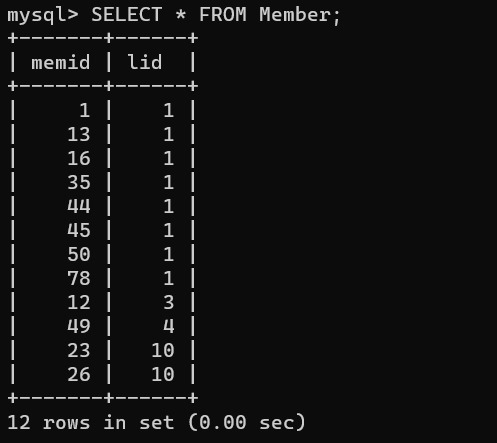 mysql> SELECT * FROM Member;
+-------+------+
| memid | lid  |
+-------+------+
|     1 |    1 |
|    13 |    1 |
|    16 |    1 |
|    35 |    1 |
|    44 |    1 |
|    45 |    1 |
|    50 |    1 |
|    78 |    1 |
|    12 |    3 |
|    49 |    4 |
|    23 |   10 |
|    26 |   10 |
+-------+------+
12 rows in set (0.00 sec)